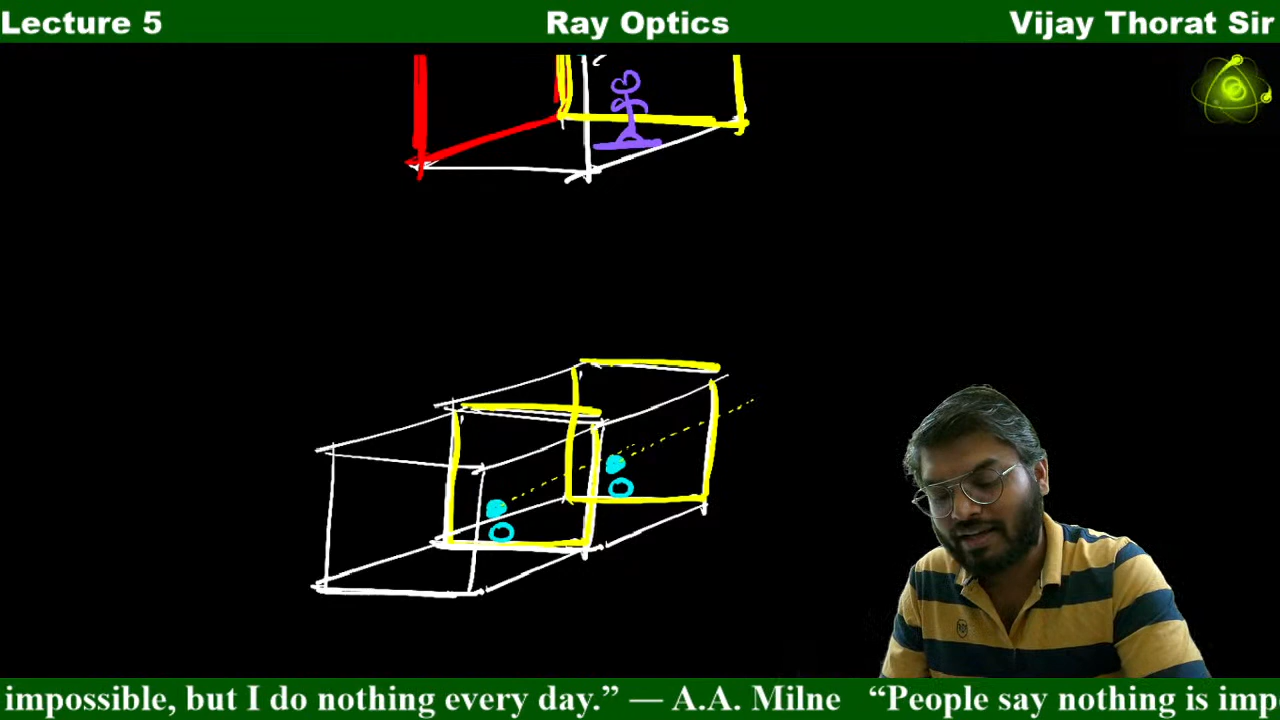 Lecture 5 Ray Optics Vijay Thorat Sir
impossible, but I do nothing every day.” — A.A. Milne “People say nothing is imp